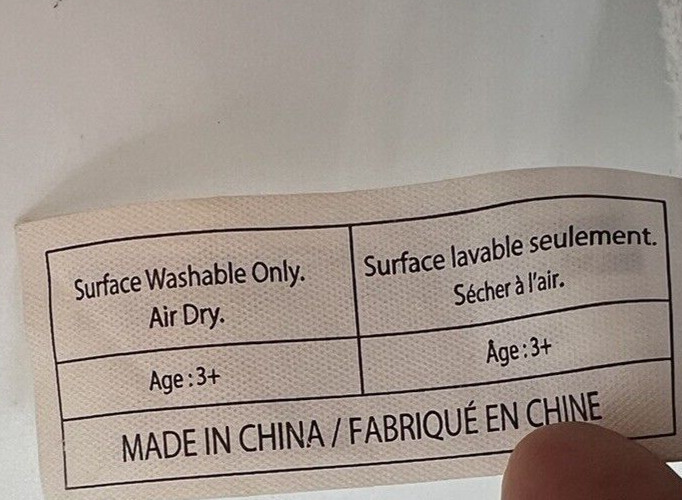 Surface Washable Only.
Air Dry.
Surface lavable seulement.
Sécher à l'air.
Age : 3+
Âge : 3+
MADE IN CHINA / FABRIQUÉ EN CHINE